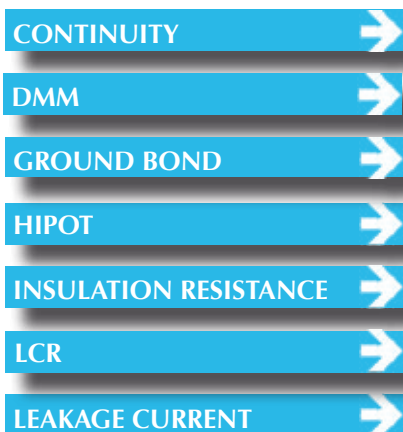 CONTINUITY
DMM
GROUND BOND
HIPOT
INSULATION RESISTANCE
LCR
LEAKAGE CURRENT